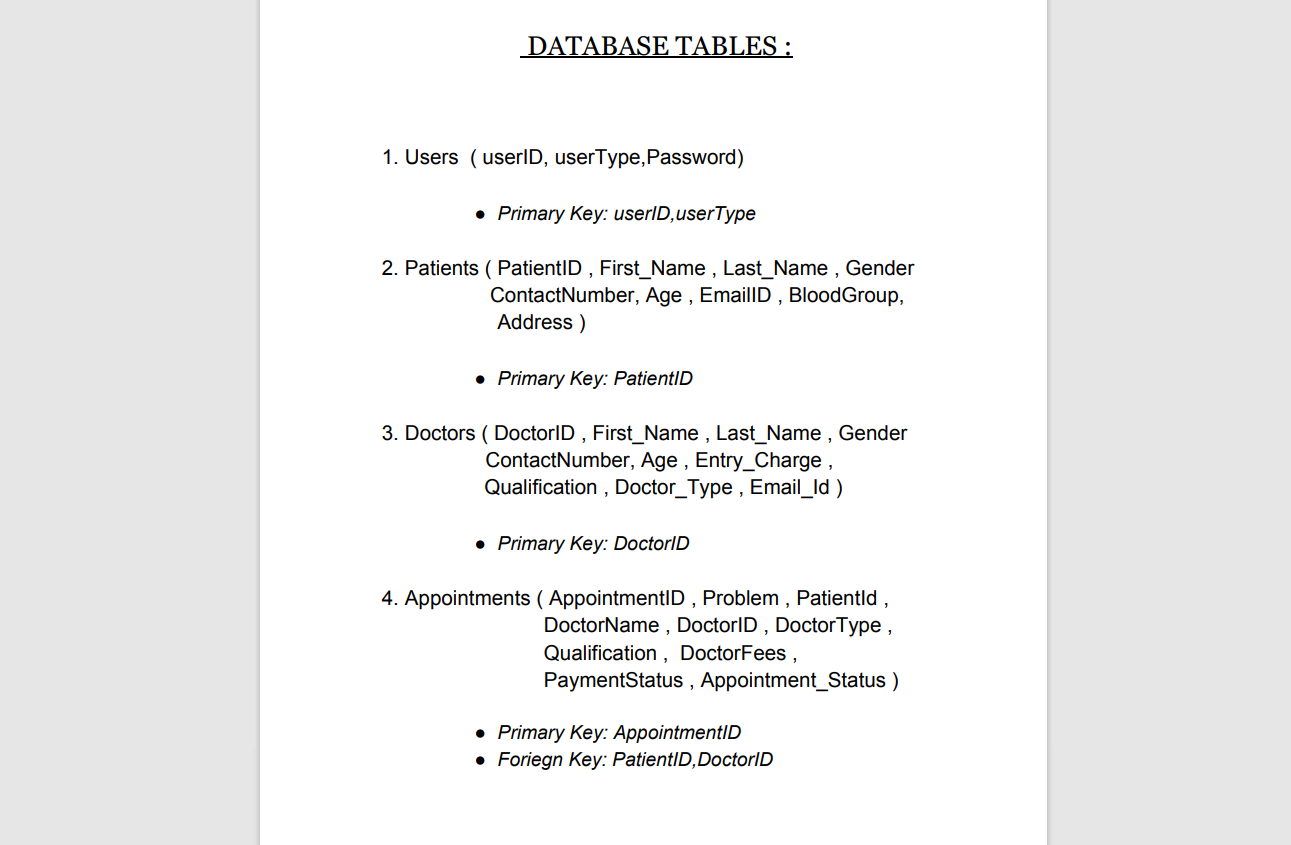 DATABASE TABLES :
1. Users ( userID, userType,Password)
● Primary Key: userID,userType
2. Patients ( PatientID , First_Name , Last_Name , Gender
ContactNumber, Age , EmailID , BloodGroup,
Address )
● Primary Key: PatientID
3. Doctors ( DoctorID , First_Name , Last_Name , Gender
ContactNumber, Age , Entry_Charge ,
Qualification , Doctor_Type , Email_Id )
● Primary Key: DoctorID
4. Appointments ( AppointmentID , Problem , PatientId ,
DoctorName , DoctorID , DoctorType ,
Qualification , DoctorFees ,
PaymentStatus , Appointment_Status )
● Primary Key: AppointmentID
● Foriegn Key: PatientID,DoctorID